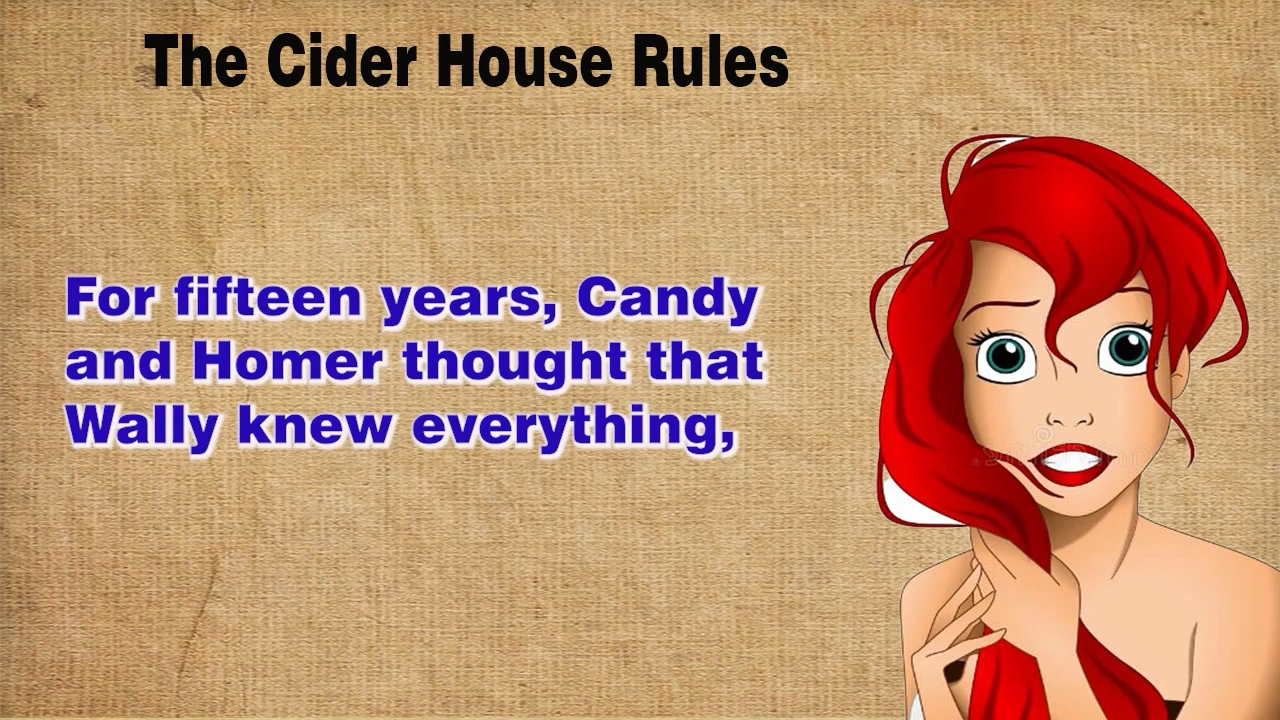 The Cider House Rules
For fifteen years, Candy
and Homer thought that
Wally knew everything,